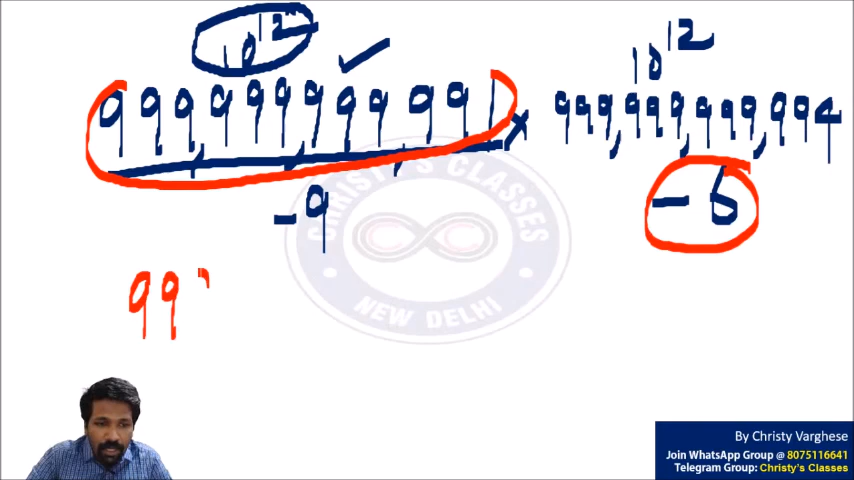 10^12 10^12
999,999,999,991 × 999,999,999,994
-9 -6
99
CHRISTY'S CLASSES
NEW DELHI
By Christy Varghese
Join WhatsApp Group @ 8075116641
Telegram Group: Christy's Classes